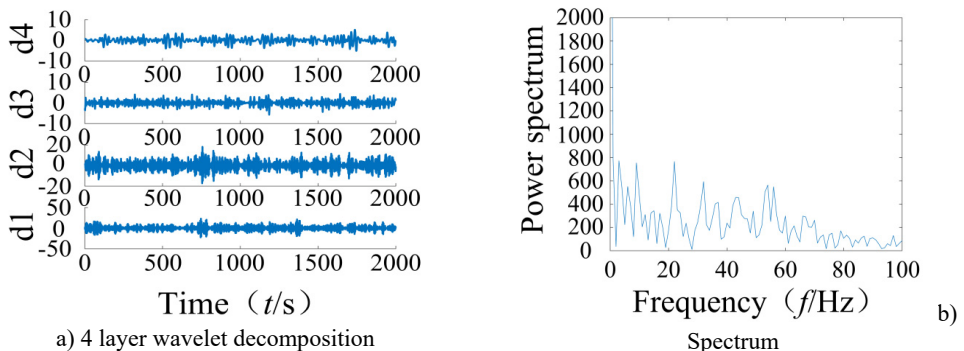 d4
10
0
-10
0 500 1000 1500 2000
d3
10
0
-10
0 500 1000 1500 2000
d2
20
0
-20
0 500 1000 1500 2000
d1
50
0
-50
0 500 1000 1500 2000
Time（t/s）
a) 4 layer wavelet decomposition
Power spectrum
2000
1800
1600
1400
1200
1000
800
600
400
200
0
0 20 40 60 80 100
Frequency（f/Hz）
b)
Spectrum